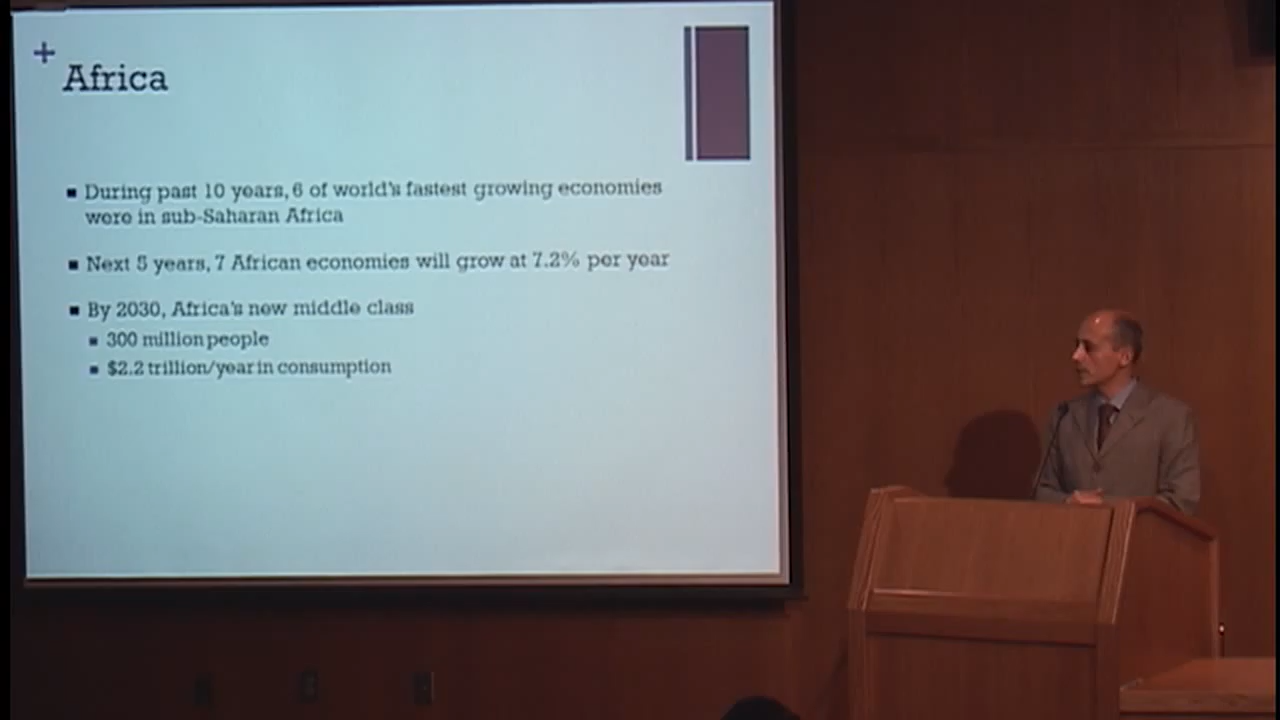 +
Africa
During past 10 years, 6 of world's fastest growing economies
were in sub-Saharan Africa
Next 5 years, 7 African economies will grow at 7.2% per year
By 2030, Africa's new middle class
300 million people
$2.2 trillion/year in consumption